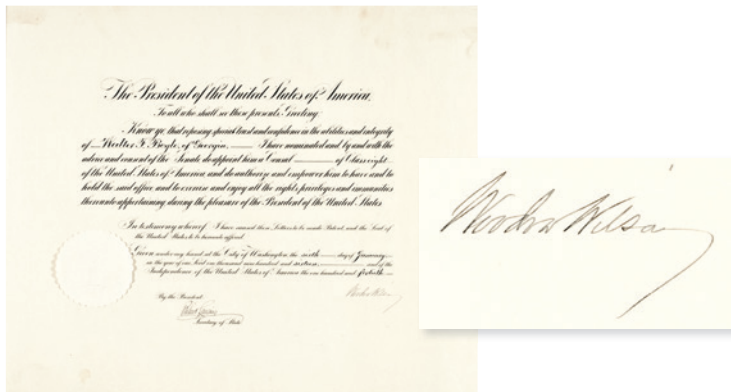 The President of the United States of America,
To all who shall see these presents, Greeting:
Know ye, that reposing special trust and confidence in the abilities and integrity
of Walter F. Boyle, of Georgia, I have nominated and by and with the
advice and consent of the Senate do appoint him a Consul of Class eight
of the United States of America, and do authorize and empower him to have and to
hold the said office and to exercise and enjoy all the rights, privileges and immunities
thereunto appertaining during the pleasure of the President of the United States.
In testimony whereof, I have caused these Letters to be made Patent and the Seal of
the United States to be hereunto affixed.
Given under my hand at the City of Washington the sixth day of January
in the year of our Lord one thousand nine hundred and sixteen, and of the
Independence of the United States of America the one hundred and fortieth
By the President:
Woodrow Wilson
Robert Lansing
Secretary of State.
Woodrow Wilson